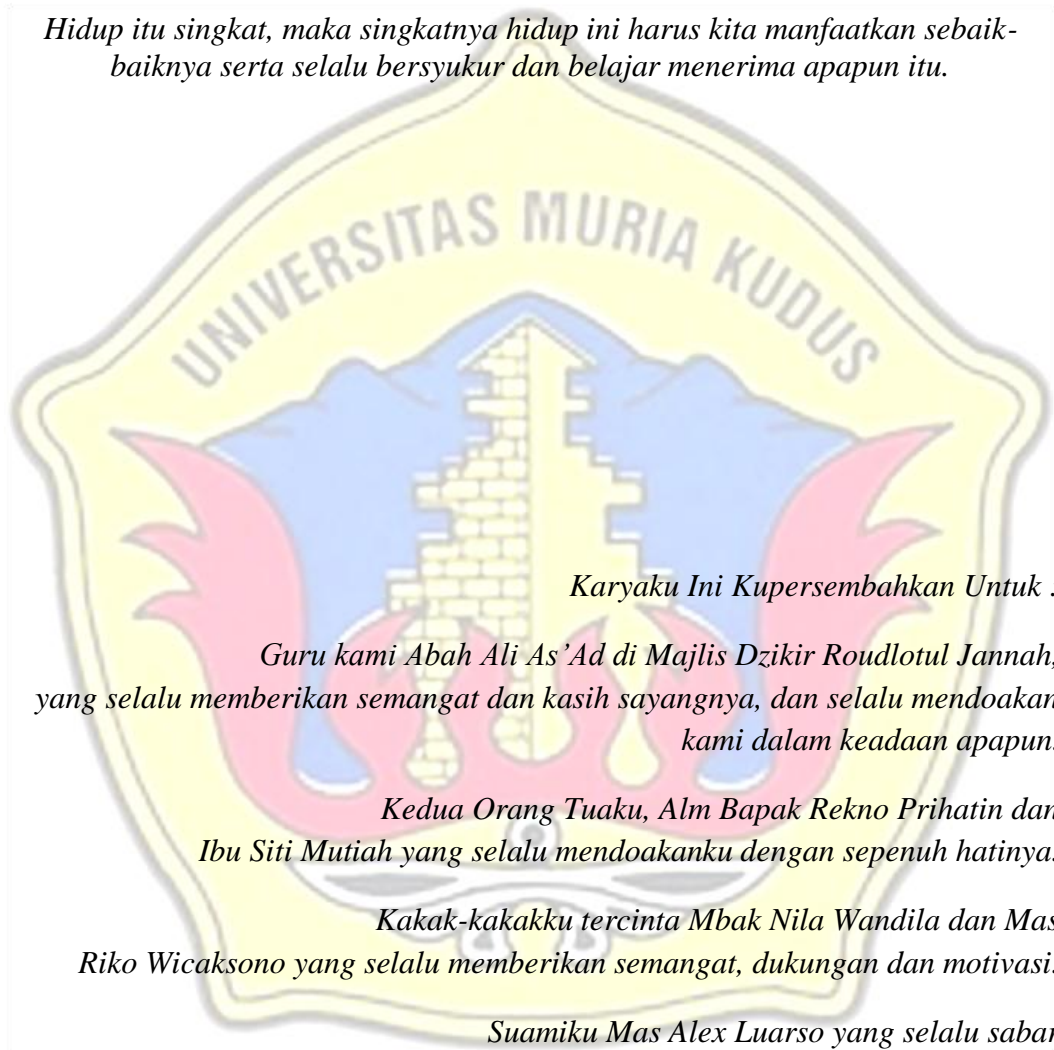 Hidup itu singkat, maka singkatnya hidup ini harus kita manfaatkan sebaik-
baiknya serta selalu bersyukur dan belajar menerima apapun itu.
UNIVERSITAS MURIA KUDUS
Karyaku Ini Kupersembahkan Untuk .
Guru kami Abah Ali As’Ad di Majlis Dzikir Roudlotul Jannah,
yang selalu memberikan semangat dan kasih sayangnya, dan selalu mendoakan
kami dalam keadaan apapun.
Kedua Orang Tuaku, Alm Bapak Rekno Prihatin dan
Ibu Siti Mutiah yang selalu mendoakanku dengan sepenuh hatinya.
Kakak-kakakku tercinta Mbak Nila Wandila dan Mas
Riko Wicaksono yang selalu memberikan semangat, dukungan dan motivasi.
Suamiku Mas Alex Luarso yang selalu sabar